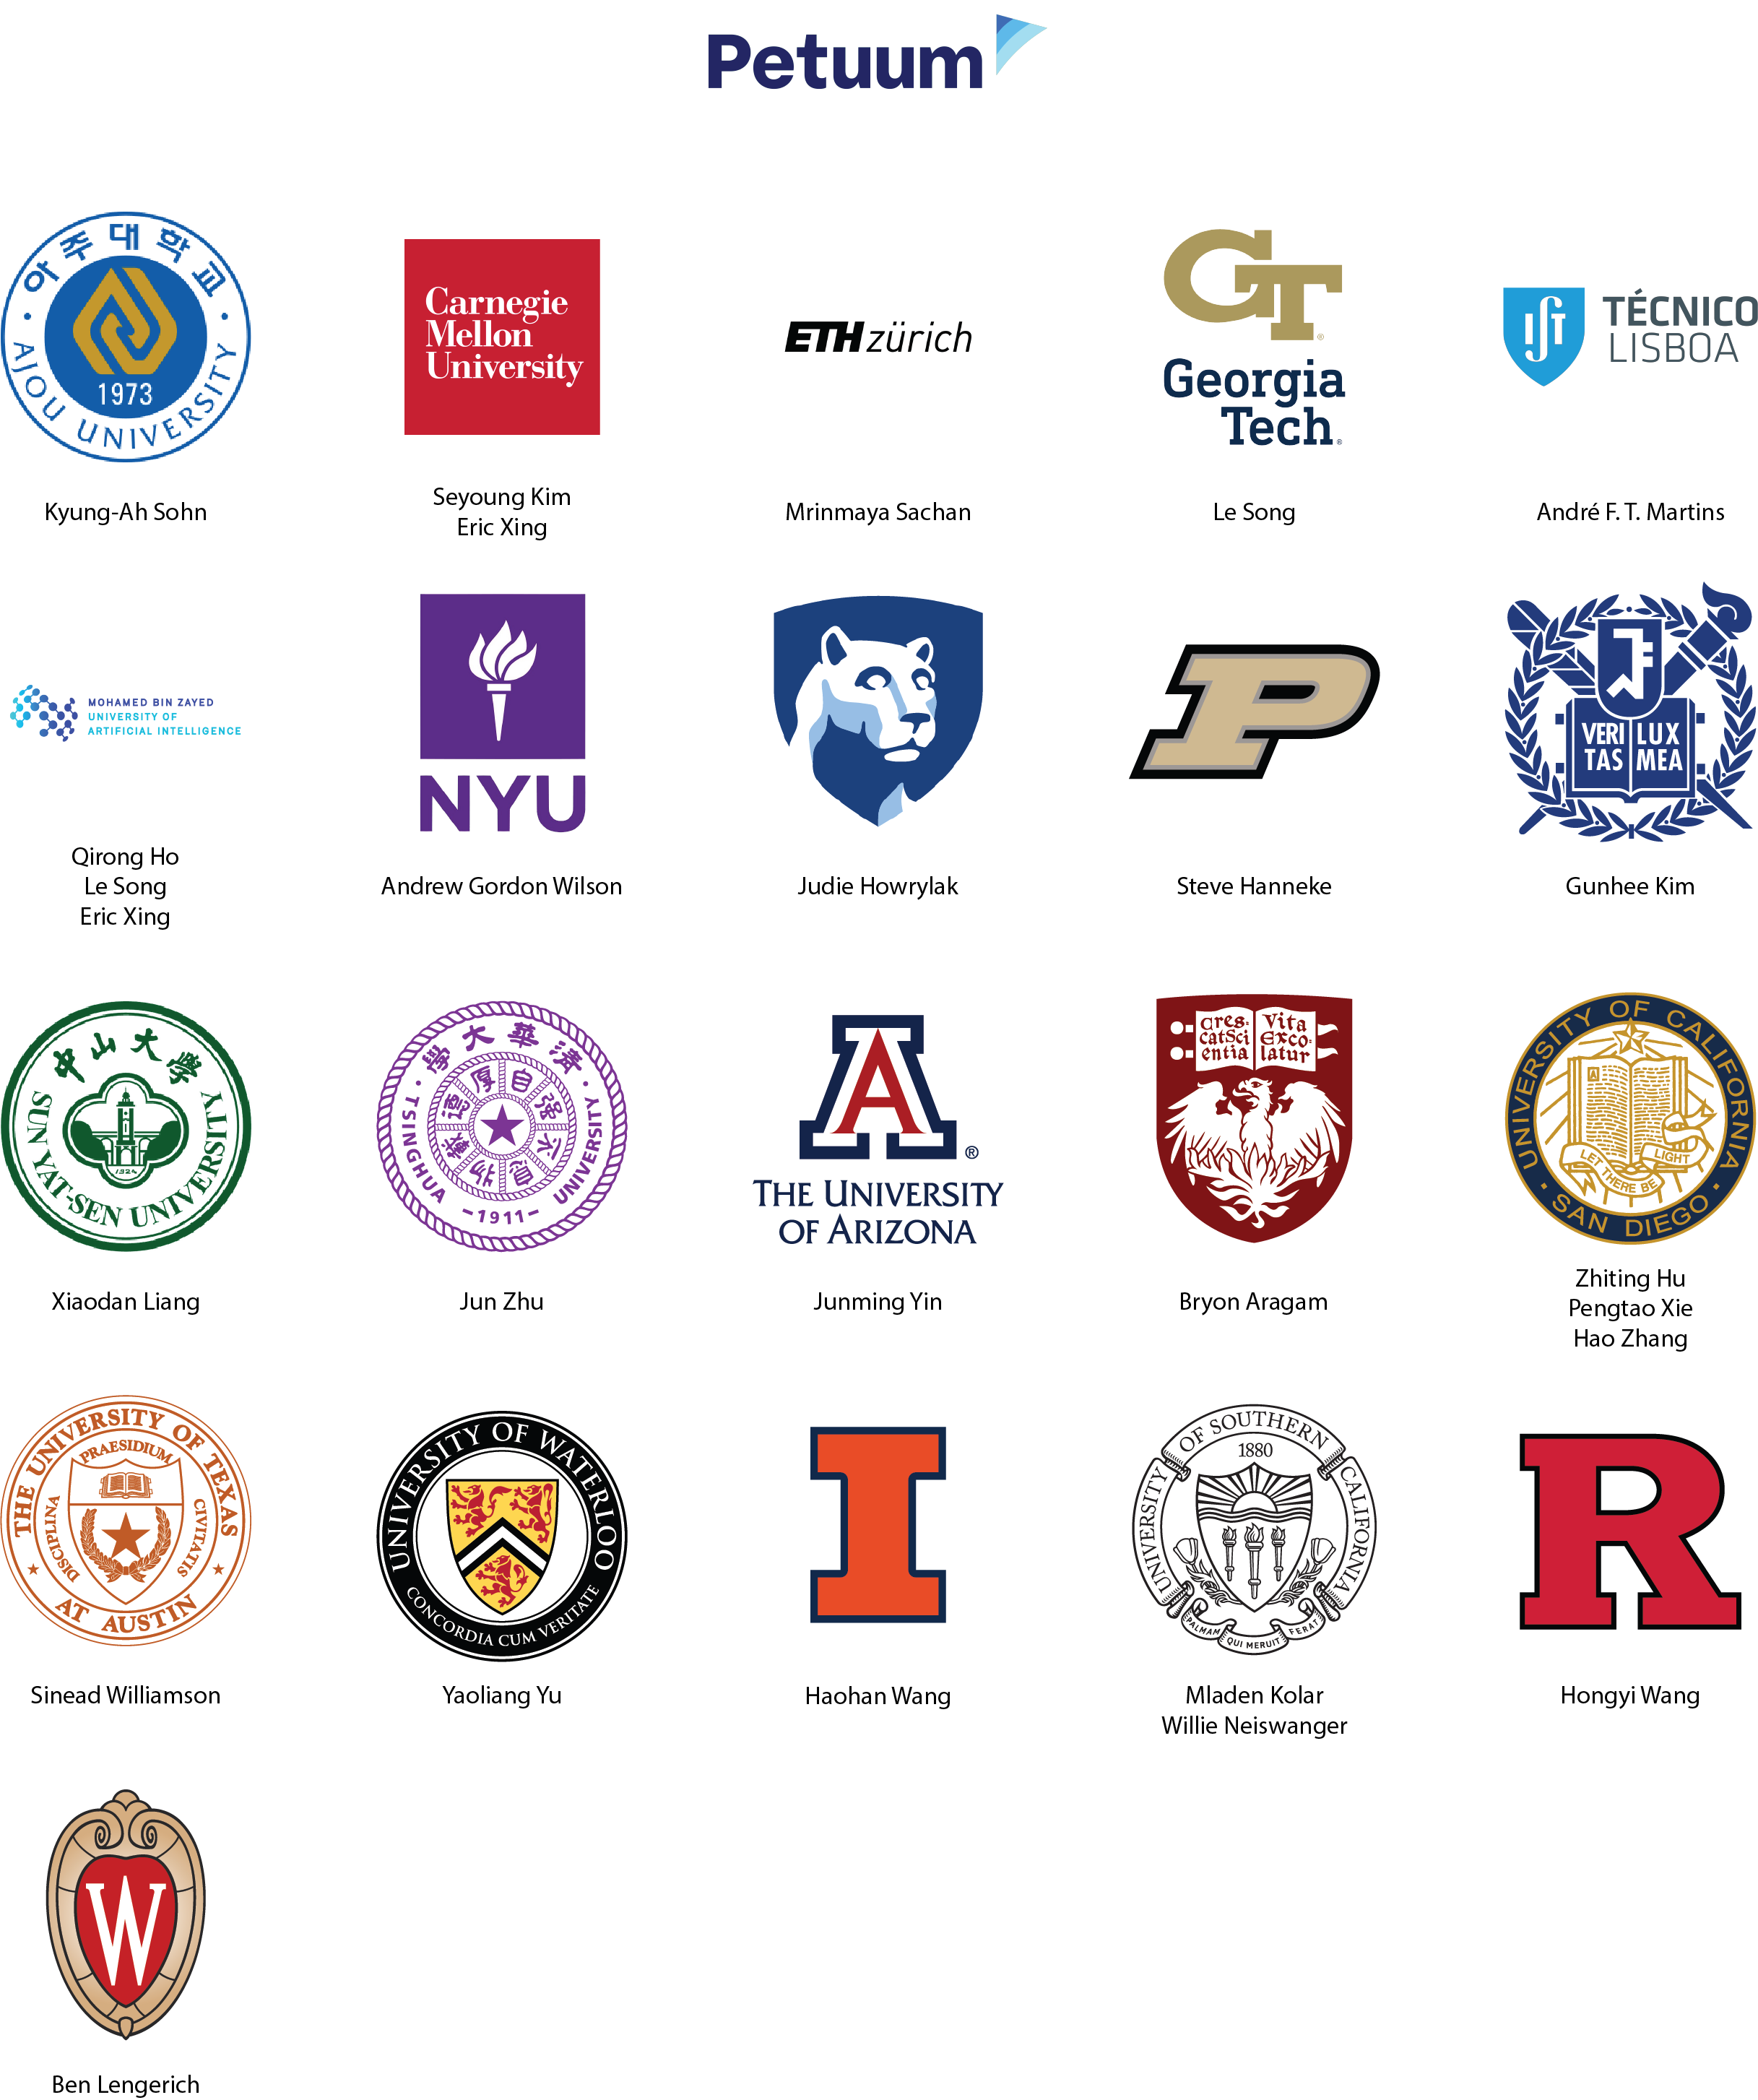 Petuum
아주대학교
1973
AJOU UNIVERSITY
Kyung-Ah Sohn
Carnegie
Mellon
University
Seyoung Kim
Eric Xing
ETH zürich
Mrinmaya Sachan
GT
Georgia
Tech
Le Song
IST
TÉCNICO
LISBOA
André F. T. Martins
MOHAMED BIN ZAYED
UNIVERSITY OF
ARTIFICIAL INTELLIGENCE
Qirong Ho
Le Song
Eric Xing
NYU
Andrew Gordon Wilson
Judie Howrylak
P
Steve Hanneke
VERI LUX
TAS MEA
Gunhee Kim
中山大學
1924
SUN YAT-SEN UNIVERSITY
Xiaodan Liang
學大華清
TSINGHUA UNIVERSITY
-1911-
Jun Zhu
A ®
THE UNIVERSITY
OF ARIZONA
Junming Yin
Cres- Vita
catSci Exco-
entia latur
Bryon Aragam
UNIVERSITY OF CALIFORNIA
LET THERE BE LIGHT
SAN DIEGO
Zhiting Hu
Pengtao Xie
Hao Zhang
THE UNIVERSITY OF TEXAS
PRAESIDIUM
DISCIPLINA CIVITATIS
AT AUSTIN
Sinead Williamson
UNIVERSITY OF WATERLOO
CONCORDIA CUM VERITATE
Yaoliang Yu
I
Haohan Wang
UNIVERSITY OF SOUTHERN CALIFORNIA
1880
PALMAM QUI MERUIT FERAT
Mladen Kolar
Willie Neiswanger
R
Hongyi Wang
W
Ben Lengerich